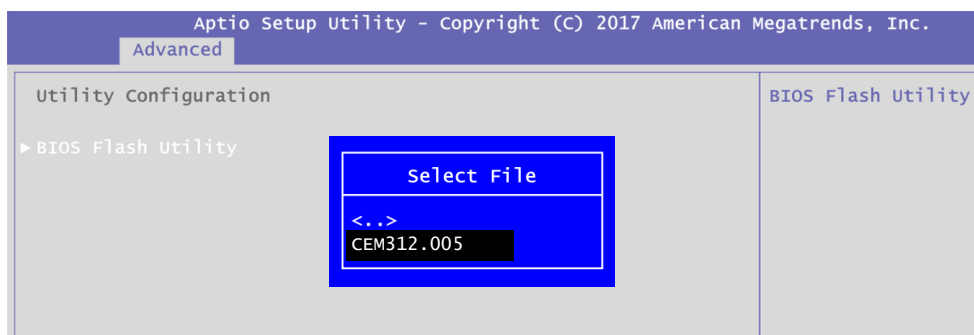 Aptio Setup Utility - Copyright (C) 2017 American Megatrends, Inc.
Advanced
Utility Configuration
BIOS Flash Utility
►BIOS Flash Utility
Select File
<..>
CEM312.005